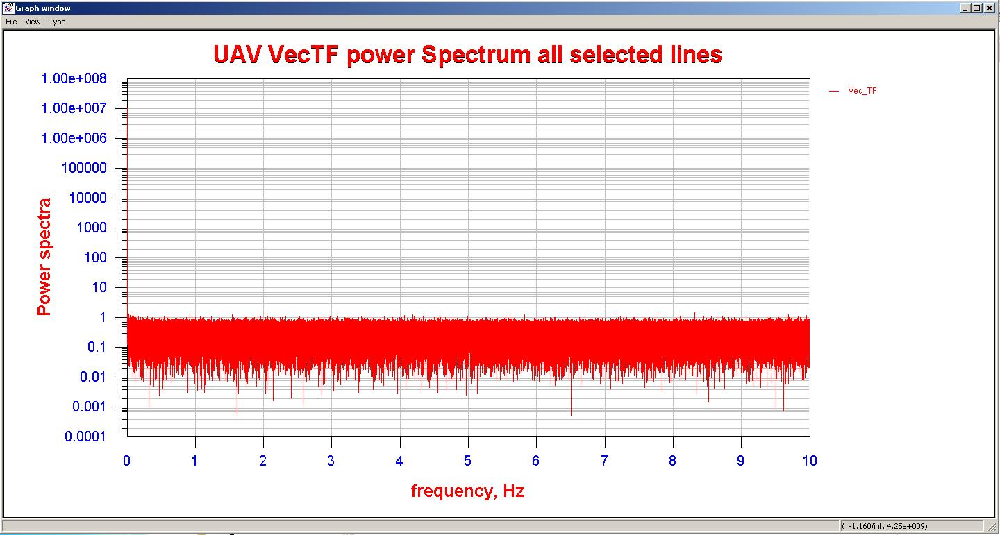 Graph window
File View Type
UAV VecTF power Spectrum all selected lines
1.00e+008
1.00e+007
1.00e+006
100000
10000
1000
100
10
1
0.1
0.01
0.001
0.0001
Power spectra
Vec_TF
0 1 2 3 4 5 6 7 8 9 10
frequency, Hz
( -1.160/inf, 4.25e+009)